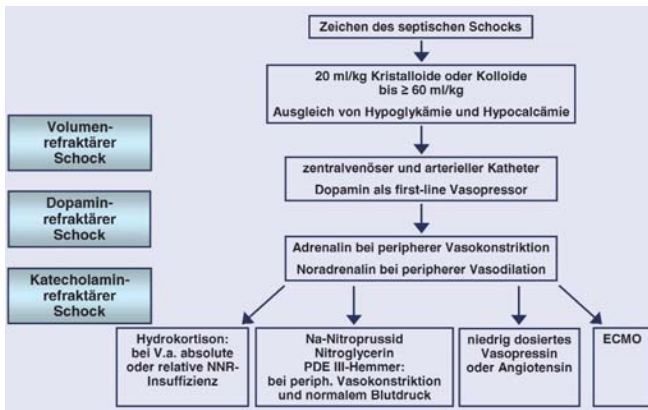 Zeichen des septischen Schocks
20 ml/kg Kristalloide oder Kolloide
bis ≥ 60 ml/kg
Ausgleich von Hypoglykämie und Hypocalcämie
Volumen-
refraktärer
Schock
zentralvenöser und arterieller Katheter
Dopamin als first-line Vasopressor
Dopamin-
refraktärer
Schock
Adrenalin bei peripherer Vasokonstriktion
Noradrenalin bei peripherer Vasodilation
Katecholamin-
refraktärer
Schock
Hydrokortison:
bei V.a. absolute
oder relative NNR-
Insuffizienz
Na-Nitroprussid
Nitroglycerin
PDE III-Hemmer:
bei periph. Vasokonstriktion
und normalem Blutdruck
niedrig dosiertes
Vasopressin
oder Angiotensin
ECMO